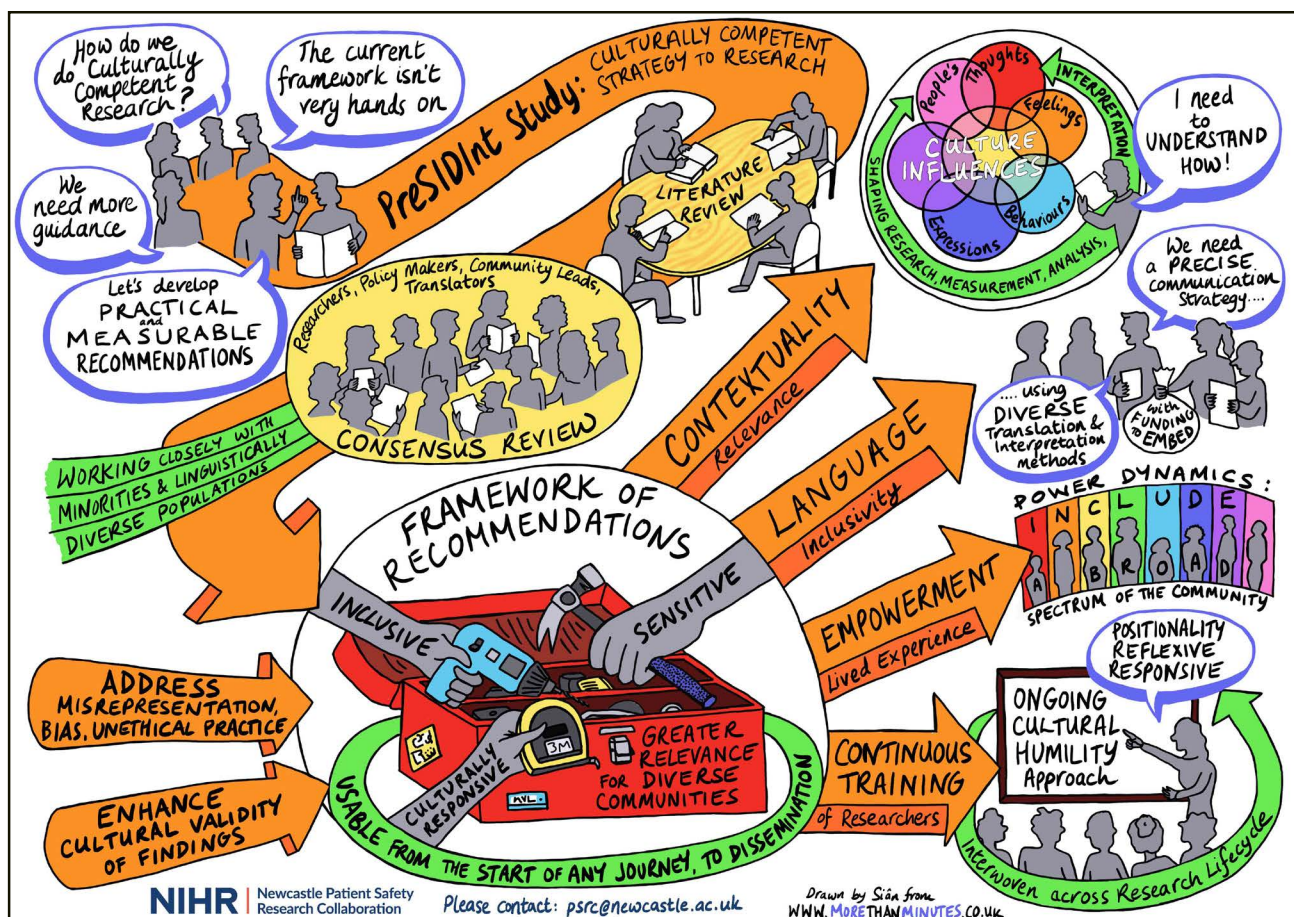 How do we
do Culturally
Competent
Research?
The current
framework isn't
very hands on
We
need more
guidance
Let's develop
PRACTICAL
and
MEASURABLE
RECOMMENDATIONS
PreSIDInt Study:
CULTURALLY COMPETENT
STRATEGY TO RESEARCH
LITERATURE
REVIEW
Researchers, Policy Makers, Community Leads,
Translators
CONSENSUS REVIEW
WORKING CLOSELY WITH
MINORITIES & LINGUISTICALLY
DIVERSE POPULATIONS
People's
Thoughts
Feelings
Behaviours
Expressions
CULTURE
INFLUENCES
SHAPING RESEARCH, MEASUREMENT, ANALYSIS,
INTERPRETATION
I need
to
UNDERSTAND
HOW!
We need
a PRECISE
communication
Strategy....
.... using
DIVERSE
Translation &
Interpretation
methods
with
FUNDING
TO
EMBED
CONTEXTUALITY
Relevance
LANGUAGE
Inclusivity
EMPOWERMENT
Lived Experience
CONTINUOUS
TRAINING
of Researchers
POWER DYNAMICS:
INCLUDE
A BROAD
SPECTRUM OF THE COMMUNITY
POSITIONALITY
REFLEXIVE
RESPONSIVE
ONGOING
CULTURAL
HUMILITY
Approach
Interwoven across Research Lifecycle
FRAMEWORK OF
RECOMMENDATIONS
INCLUSIVE
SENSITIVE
CULTURALLY
RESPONSIVE
3M
GREATER
RELEVANCE
FOR DIVERSE
COMMUNITIES
USABLE FROM THE START OF ANY JOURNEY, TO DISSEMINATION
ADDRESS
MISREPRESENTATION,
BIAS, UNETHICAL PRACTICE
ENHANCE
CULTURAL VALIDITY
OF FINDINGS
NIHR | Newcastle Patient Safety
Research Collaboration
Please contact: psrc@newcastle.ac.uk
Drawn by Siân from
WWW.MORETHANMINUTES.CO.UK